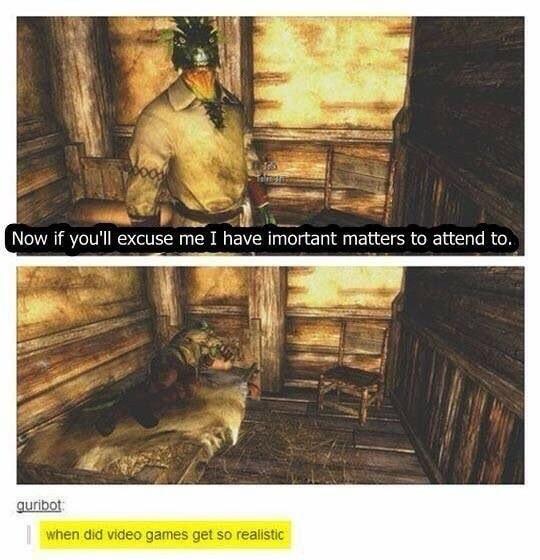 Talk
Now if you'll excuse me I have imortant matters to attend to.
guribot:
when did video games get so realistic